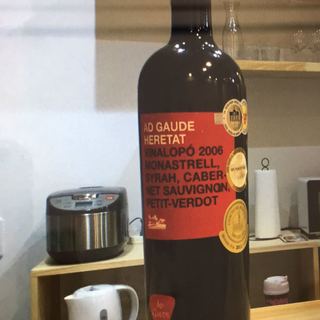 AD GAUDE
HERETAT
VINALOPÓ 2006
MONASTRELL,
SYRAH, CABER-
NET SAUVIGNON,
PETIT-VERDOT